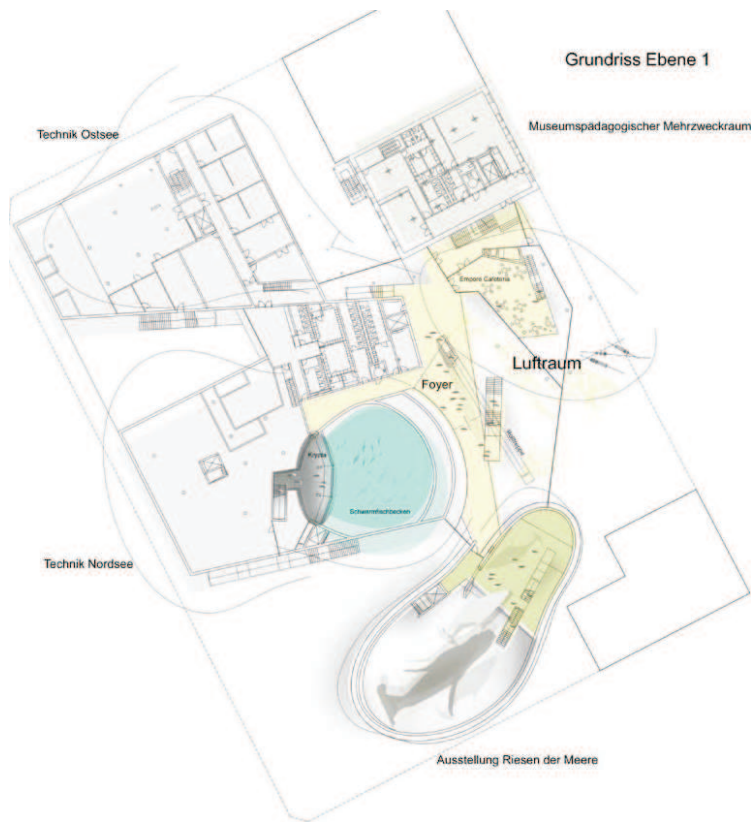 Grundriss Ebene 1
Museumspädagogischer Mehrzweckraum
Technik Ostsee
Empore Cafeteria
Luftraum
Foyer
Krypta
Schwarmfischbecken
Technik Nordsee
Ausstellung Riesen der Meere